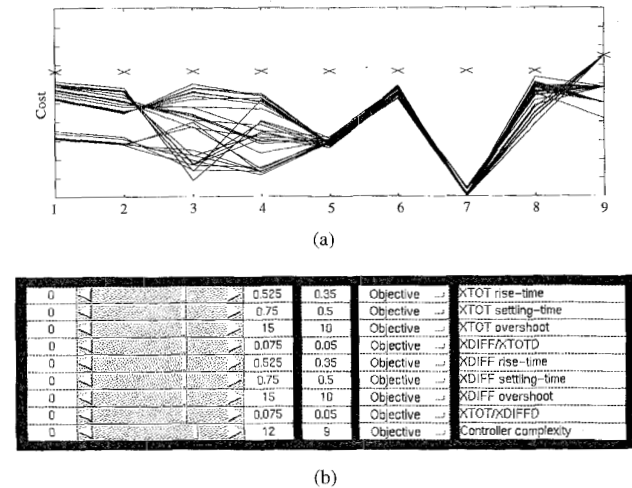 Cost
1 2 3 4 5 6 7 8 9
(a)
0 0.525 0.35 Objective XTOT rise-time
0 0.75 0.5 Objective XTOT settling-time
0 15 10 Objective XTOT overshoot
0 0.075 0.05 Objective XDIFF/XTOTD
0 0.525 0.35 Objective XDIFF rise-time
0 0.75 0.5 Objective XDIFF settling-time
0 15 10 Objective XDIFF overshoot
0 0.075 0.05 Objective XTOT/XDIFFD
0 12 9 Objective Controller complexity
(b)